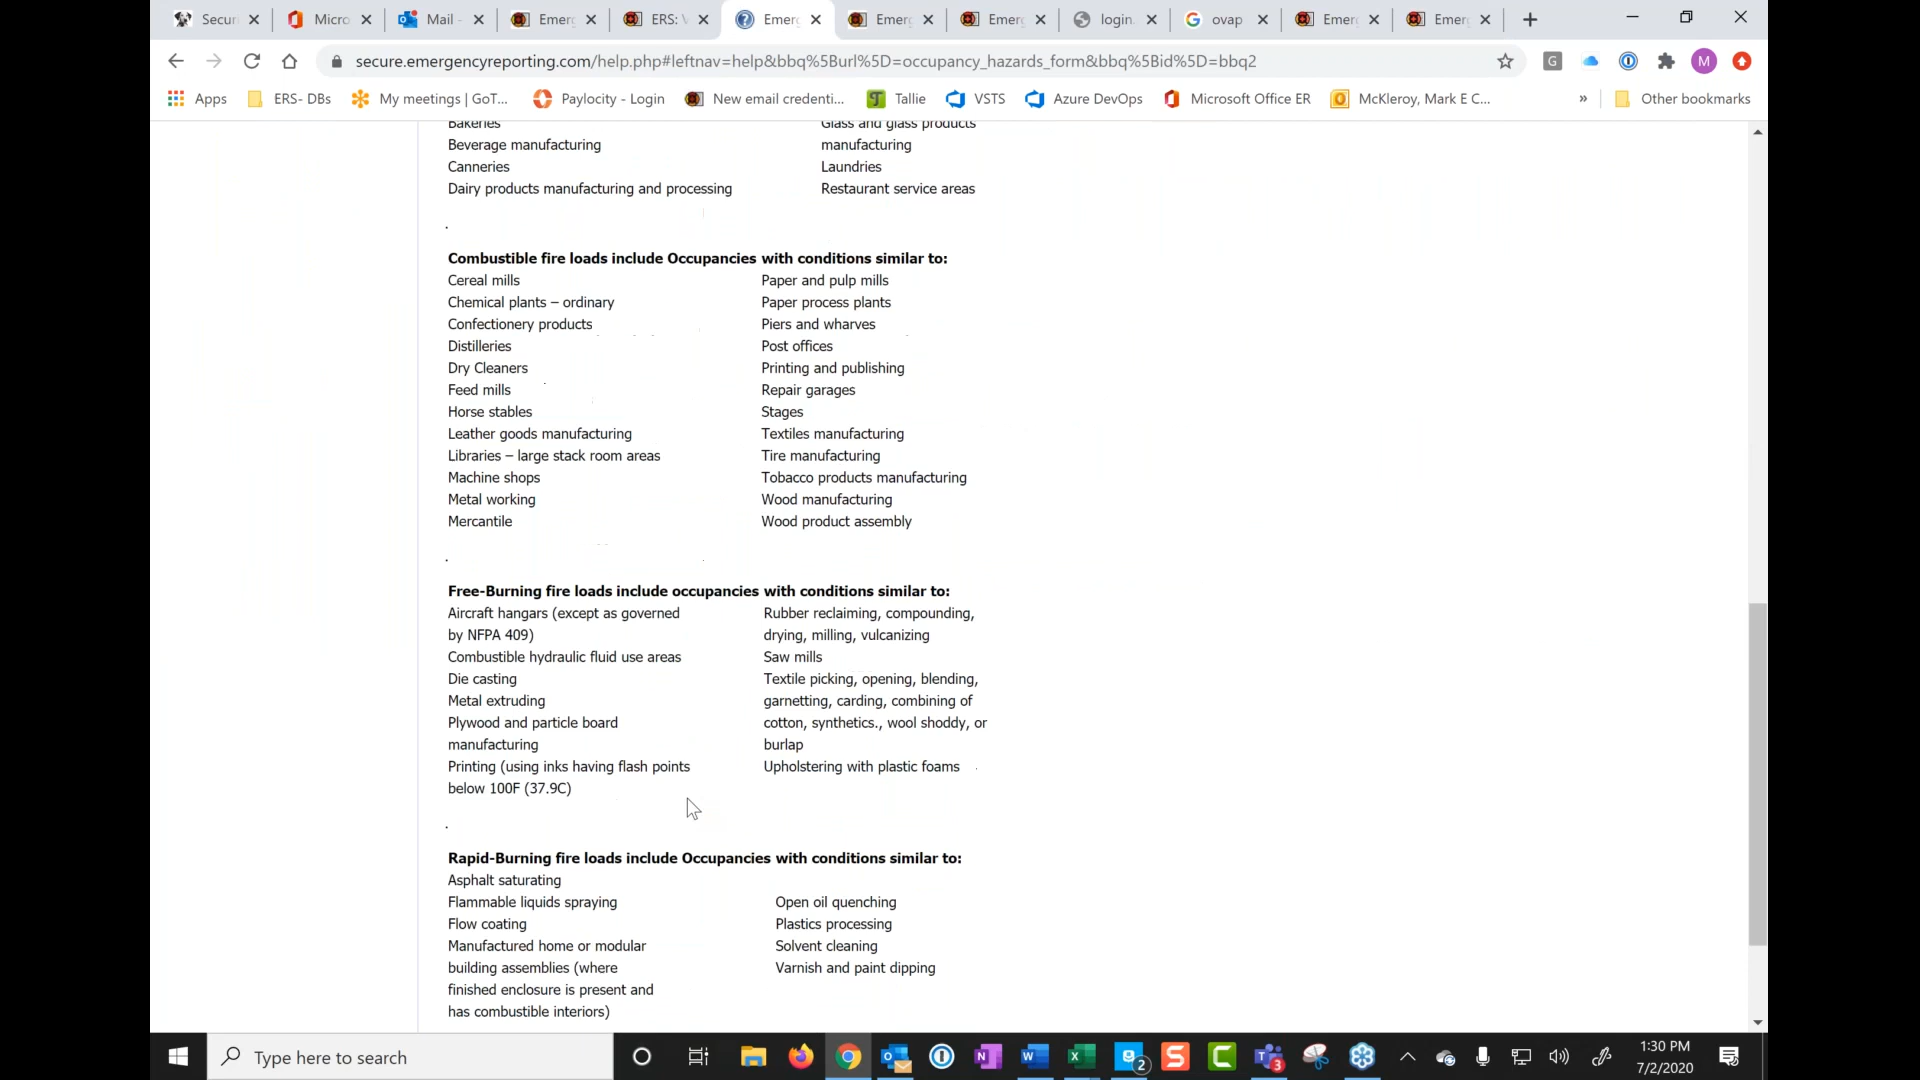 Secur
Micro
Mail -
Emerg
ERS: V
Emerg
Emerg
Emerg
login.
ovap
Emerg
Emerg
secure.emergencyreporting.com/help.php#leftnav=help&bbq%5Burl%5D=occupancy_hazards_form&bbq%5Bid%5D=bbq2
G
M
Apps
ERS- DBs
My meetings | GoT...
Paylocity - Login
New email credenti...
Tallie
VSTS
Azure DevOps
Microsoft Office ER
McKleroy, Mark E C...
»
Other bookmarks
Bakeries
Beverage manufacturing
Canneries
Dairy products manufacturing and processing
Glass and glass products
manufacturing
Laundries
Restaurant service areas
.
Combustible fire loads include Occupancies with conditions similar to:
Cereal mills
Chemical plants – ordinary
Confectionery products
Distilleries
Dry Cleaners
Feed mills
Horse stables
Leather goods manufacturing
Libraries – large stack room areas
Machine shops
Metal working
Mercantile
Paper and pulp mills
Paper process plants
Piers and wharves
Post offices
Printing and publishing
Repair garages
Stages
Textiles manufacturing
Tire manufacturing
Tobacco products manufacturing
Wood manufacturing
Wood product assembly
.
Free-Burning fire loads include occupancies with conditions similar to:
Aircraft hangars (except as governed
by NFPA 409)
Combustible hydraulic fluid use areas
Die casting
Metal extruding
Plywood and particle board
manufacturing
Printing (using inks having flash points
below 100F (37.9C)
Rubber reclaiming, compounding,
drying, milling, vulcanizing
Saw mills
Textile picking, opening, blending,
garnetting, carding, combining of
cotton, synthetics., wool shoddy, or
burlap
Upholstering with plastic foams
.
Rapid-Burning fire loads include Occupancies with conditions similar to:
Asphalt saturating
Flammable liquids spraying
Flow coating
Manufactured home or modular
building assemblies (where
finished enclosure is present and
has combustible interiors)
Open oil quenching
Plastics processing
Solvent cleaning
Varnish and paint dipping
Type here to search
2
3
1:30 PM
7/2/2020